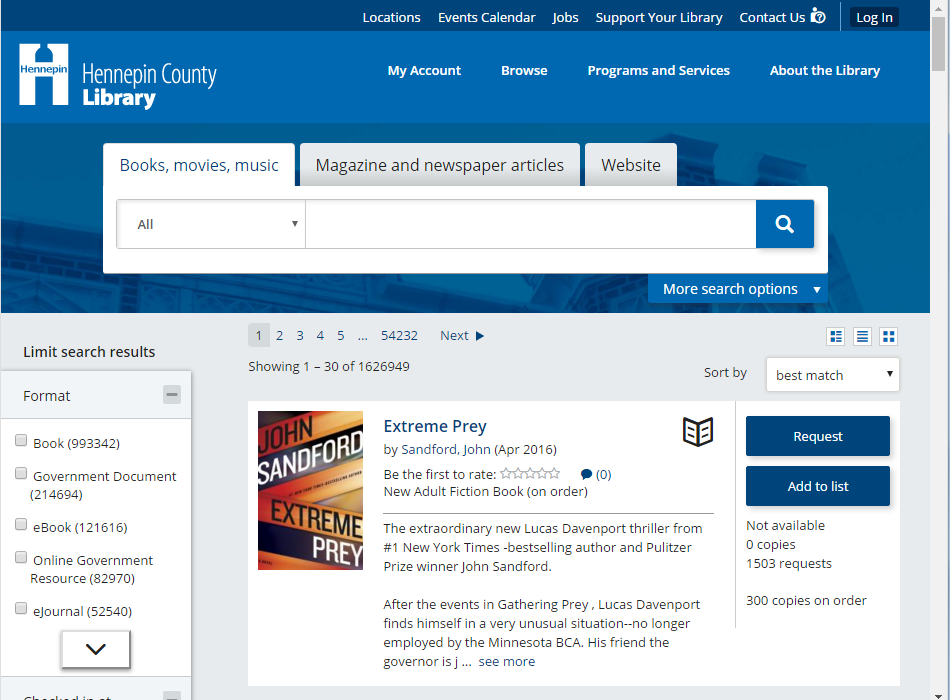 Locations Events Calendar Jobs Support Your Library Contact Us Log In
Hennepin
Hennepin County
Library
My Account Browse Programs and Services About the Library
Books, movies, music Magazine and newspaper articles Website
All
More search options
1 2 3 4 5 ... 54232 Next
Limit search results
Showing 1 – 30 of 1626949
Sort by best match
Format
Book (993342)
Government Document
(214694)
eBook (121616)
Online Government
Resource (82970)
eJournal (52540)
JOHN
SANDFORD
EXTREME
PREY
Extreme Prey
by Sandford, John (Apr 2016)
Be the first to rate: (0)
New Adult Fiction Book (on order)
The extraordinary new Lucas Davenport thriller from
#1 New York Times -bestselling author and Pulitzer
Prize winner John Sandford.
After the events in Gathering Prey , Lucas Davenport
finds himself in a very unusual situation--no longer
employed by the Minnesota BCA. His friend the
governor is j ... see more
Request
Add to list
Not available
0 copies
1503 requests
300 copies on order